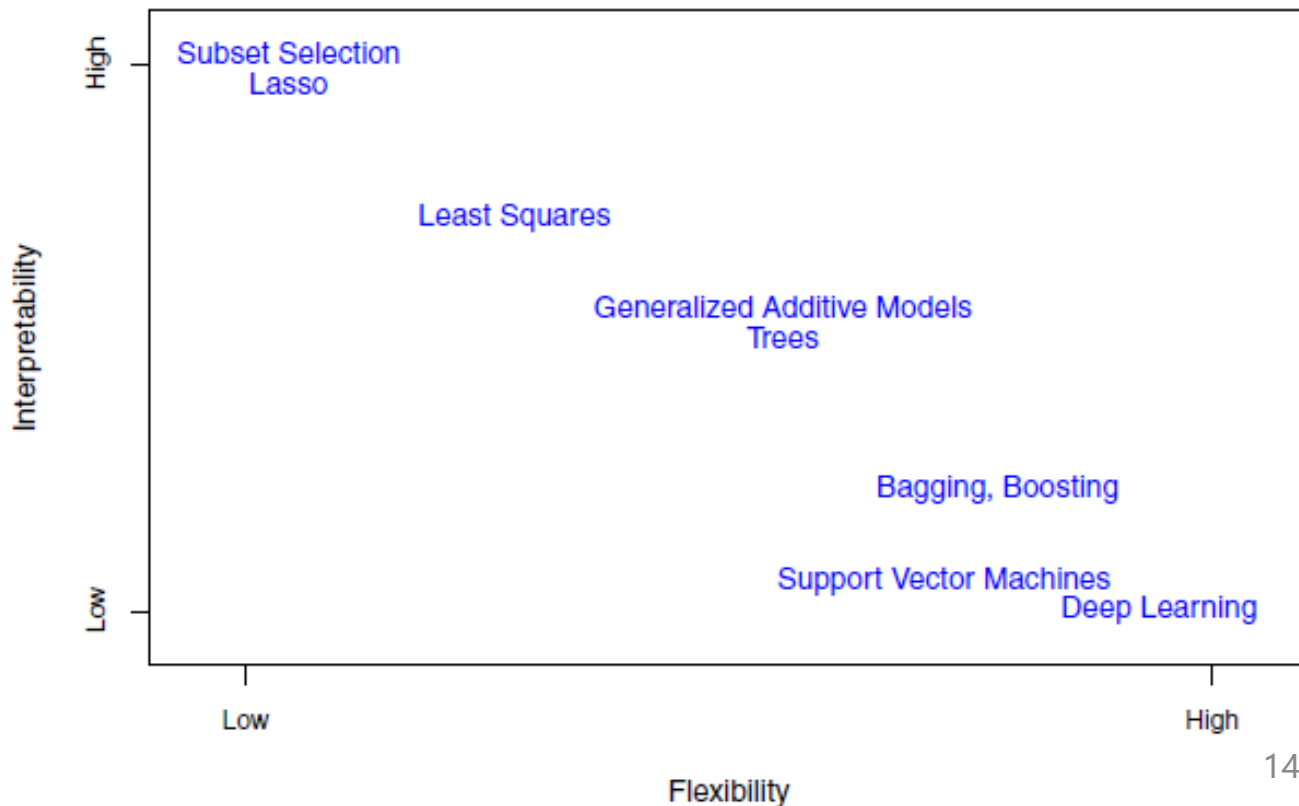 High
Subset Selection
Lasso
Least Squares
Interpretability
Generalized Additive Models
Trees
Bagging, Boosting
Support Vector Machines
Low
Deep Learning
Low
High
14
Flexibility